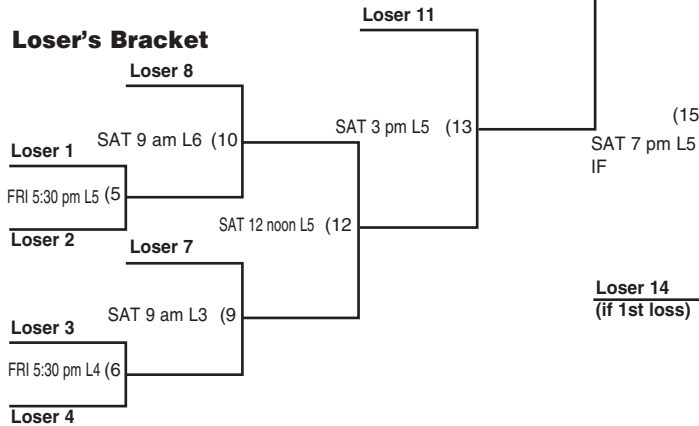 Loser 11
Loser's Bracket
Loser 8
SAT 3 pm L5 (13
(15
SAT 9 am L6 (10
SAT 7 pm L5
IF
Loser 1
FRI 5:30 pm L5 (5
SAT 12 noon L5 (12
Loser 2
Loser 7
Loser 14
(if 1st loss)
SAT 9 am L3 (9
Loser 3
FRI 5:30 pm L4 (6
Loser 4